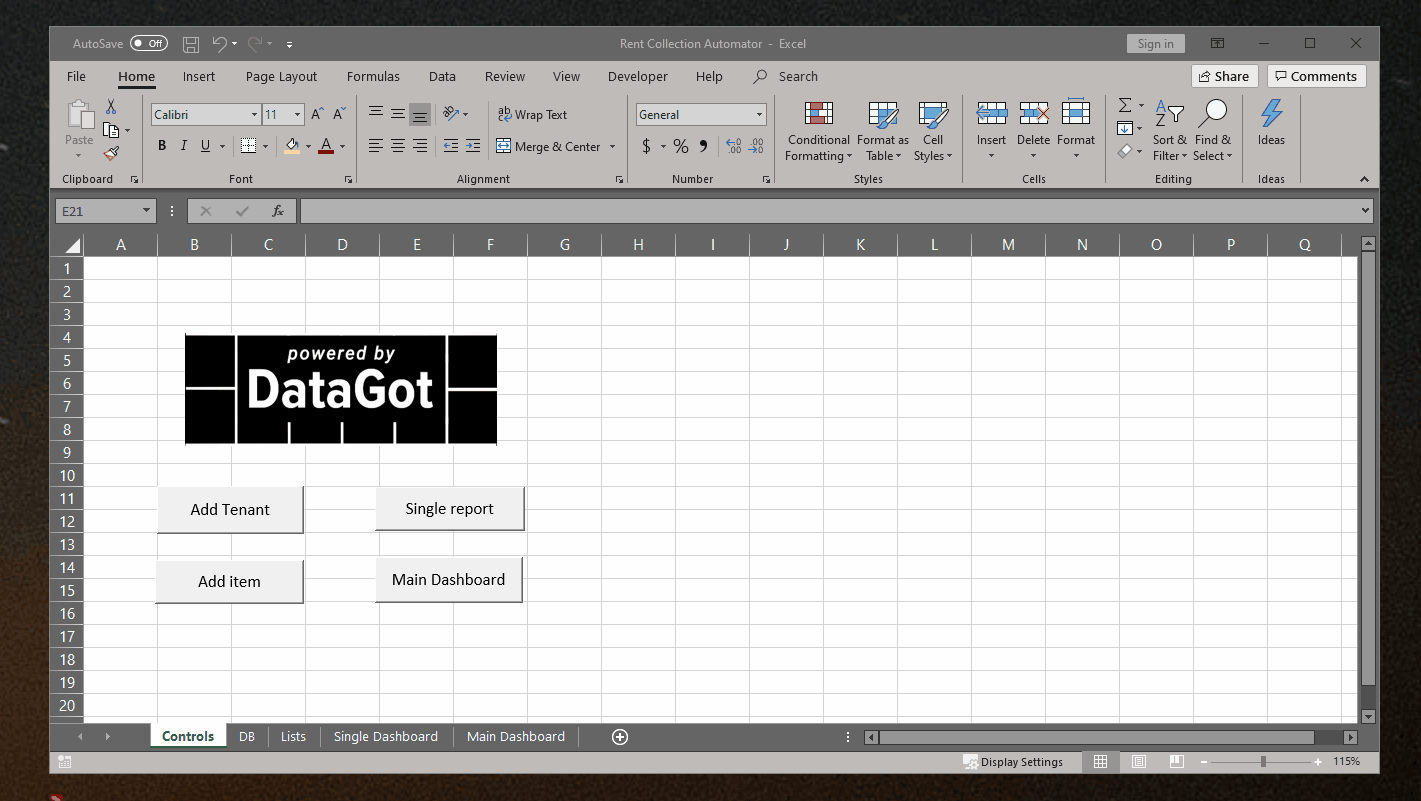 AutoSave Off Rent Collection Automator - Excel Sign in
File Home Insert Page Layout Formulas Data Review View Developer Help Search Share Comments
Paste
Calibri 11 A A
B I U A
ab Wrap Text
Merge & Center
General
$ % 9 .00 .00
Conditional Formatting
Format as Table
Cell Styles
Insert Delete Format
Sort & Filter
Find & Select
Ideas
Clipboard Font Alignment Number Styles Cells Editing Ideas
E21 fx
A B C D E F G H I J K L M N O P Q
1
2
3
4
5
6
7
8
9
10
11
12
13
14
15
16
17
18
19
20
powered by
DataGot
Add Tenant Single report
Add item Main Dashboard
Controls DB Lists Single Dashboard Main Dashboard
Display Settings 115%